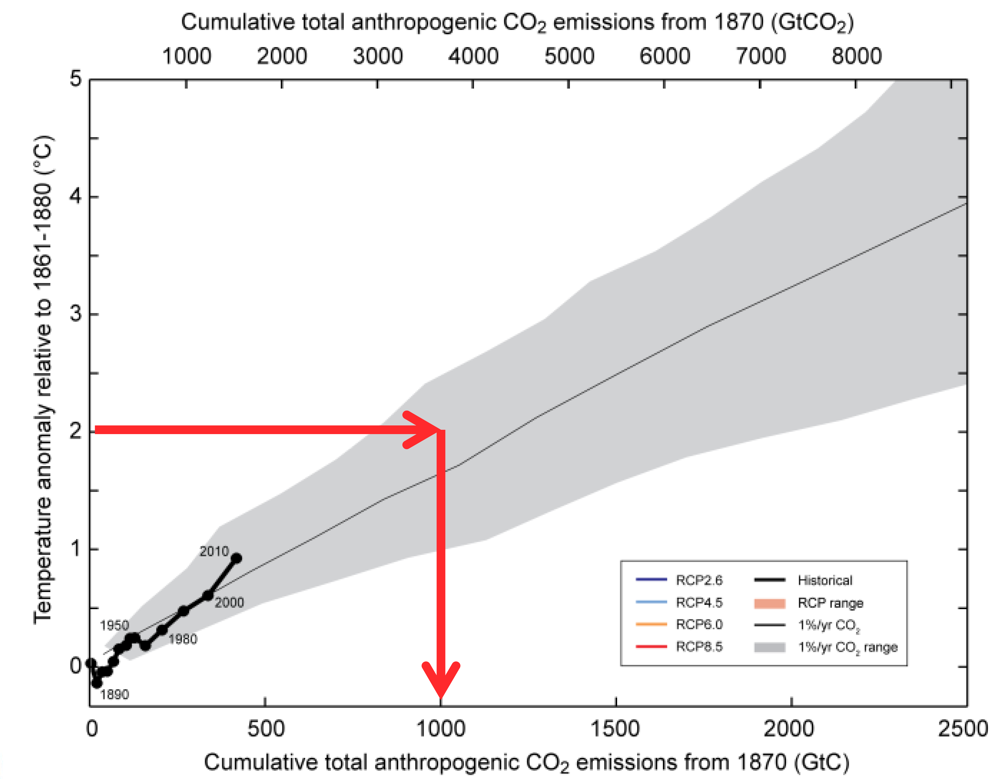 Cumulative total anthropogenic CO₂ emissions from 1870 (GtCO₂)
1000 2000 3000 4000 5000 6000 7000 8000
Temperature anomaly relative to 1861-1880 (°C)
5
4
3
2
1
0
2010
2000
1950
1980
1890
RCP2.6 Historical
RCP4.5 RCP range
RCP6.0 1%/yr CO₂
RCP8.5 1%/yr CO₂ range
0 500 1000 1500 2000 2500
Cumulative total anthropogenic CO₂ emissions from 1870 (GtC)